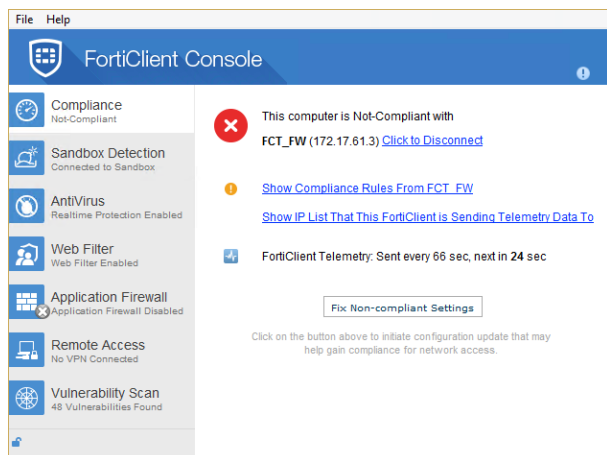 File Help
FortiClient Console
Compliance
Not-Compliant
Sandbox Detection
Connected to Sandbox
AntiVirus
Realtime Protection Enabled
Web Filter
Web Filter Enabled
Application Firewall
Application Firewall Disabled
Remote Access
No VPN Connected
Vulnerability Scan
48 Vulnerabilities Found
This computer is Not-Compliant with
FCT_FW (172.17.61.3) Click to Disconnect
Show Compliance Rules From FCT_FW
Show IP List That This FortiClient is Sending Telemetry Data To
FortiClient Telemetry: Sent every 66 sec, next in 24 sec
Fix Non-compliant Settings
Click on the button above to initiate configuration update that may
help gain compliance for network access.